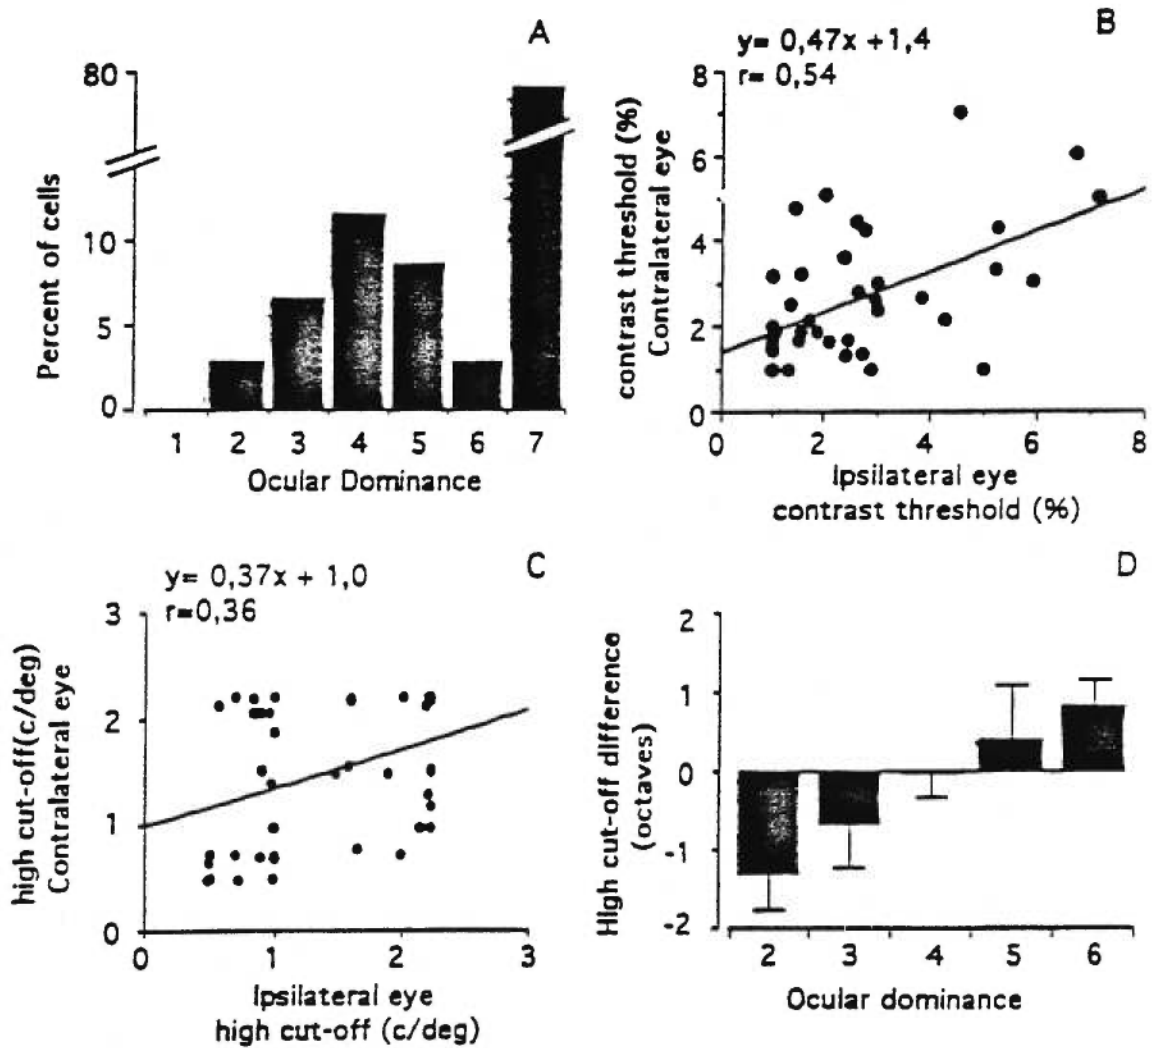 A
80
10
5
0
Percent of cells
1 2 3 4 5 6 7
Ocular Dominance
B
y= 0,47x +1,4
r= 0,54
8
6
4
2
0
contrast threshold (%)
Contralateral eye
0 2 4 6 8
Ipsilateral eye
contrast threshold (%)
C
y= 0,37x + 1,0
r=0,36
3
2
1
0
high cut-off(c/deg)
Contralateral eye
0 1 2 3
Ipsilateral eye
high cut-off (c/deg)
D
2
1
0
-1
-2
High cut-off difference
(octaves)
2 3 4 5 6
Ocular dominance